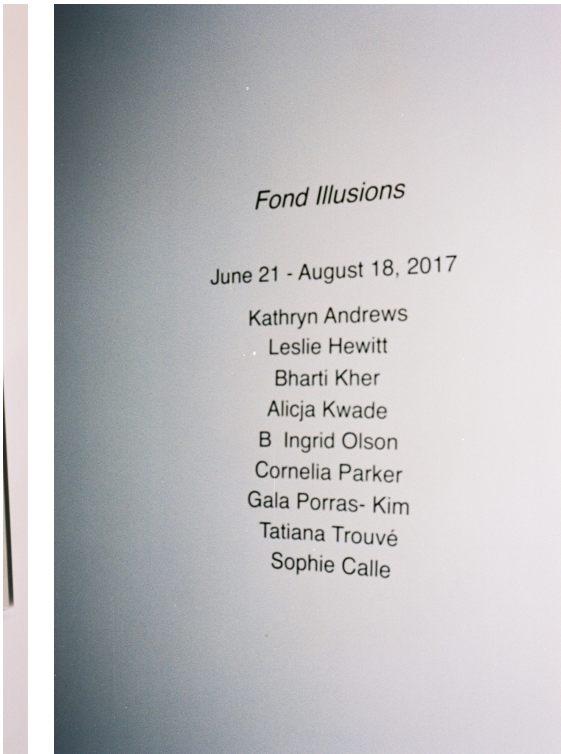 Fond Illusions
June 21 - August 18, 2017
Kathryn Andrews
Leslie Hewitt
Bharti Kher
Alicja Kwade
B Ingrid Olson
Cornelia Parker
Gala Porras- Kim
Tatiana Trouvé
Sophie Calle